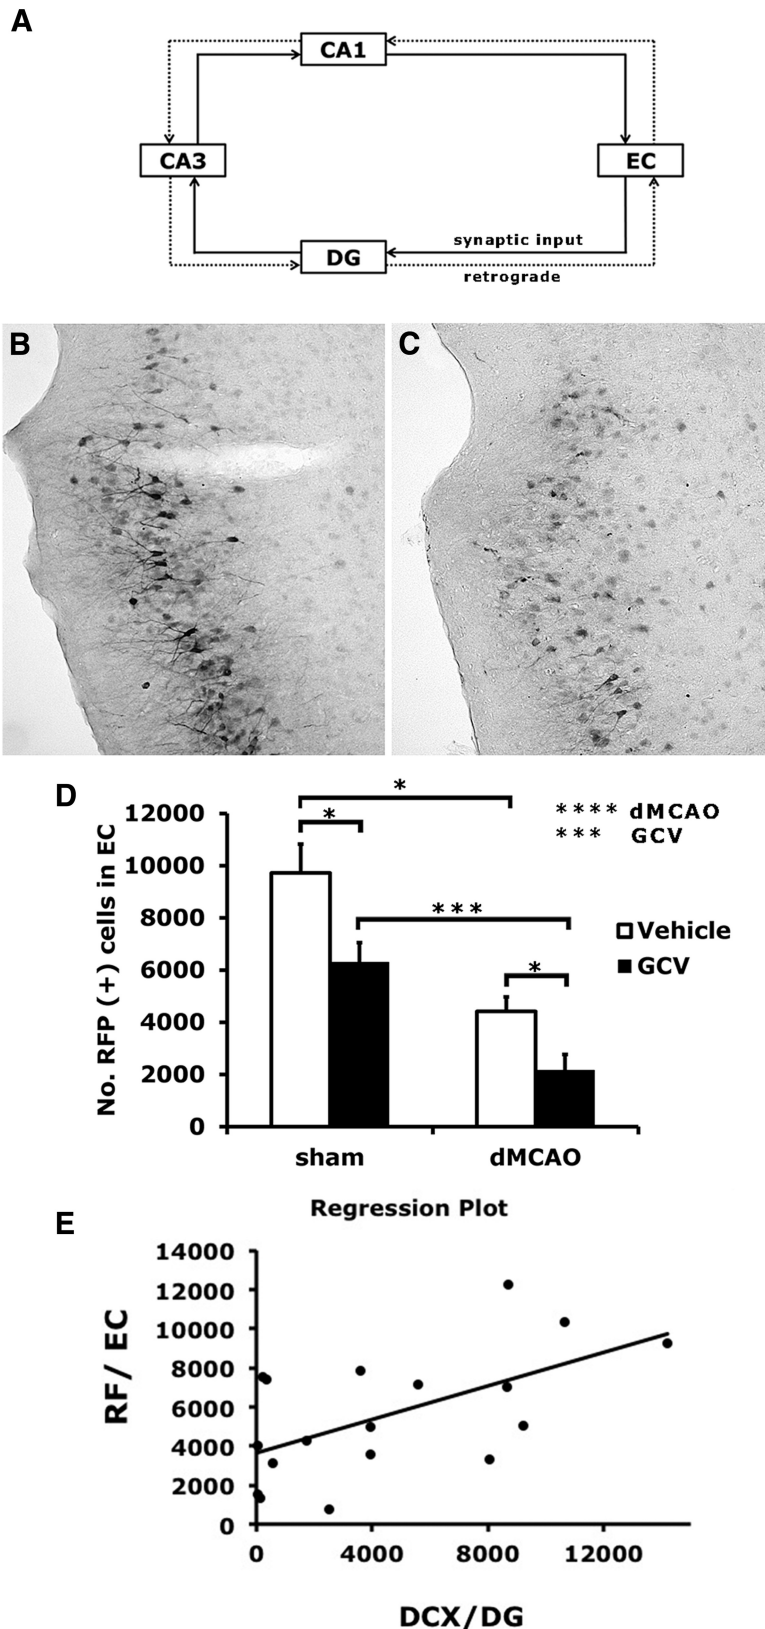 A
CA1
CA3
EC
synaptic input
DG
retrograde
B
C
D
No. RFP (+) cells in EC
12000
10000
8000
6000
4000
2000
0
*
*
***
*
**** dMCAO
*** GCV
Vehicle
GCV
sham
dMCAO
E
Regression Plot
RF/ EC
14000
12000
10000
8000
6000
4000
2000
0
0 4000 8000 12000
DCX/DG